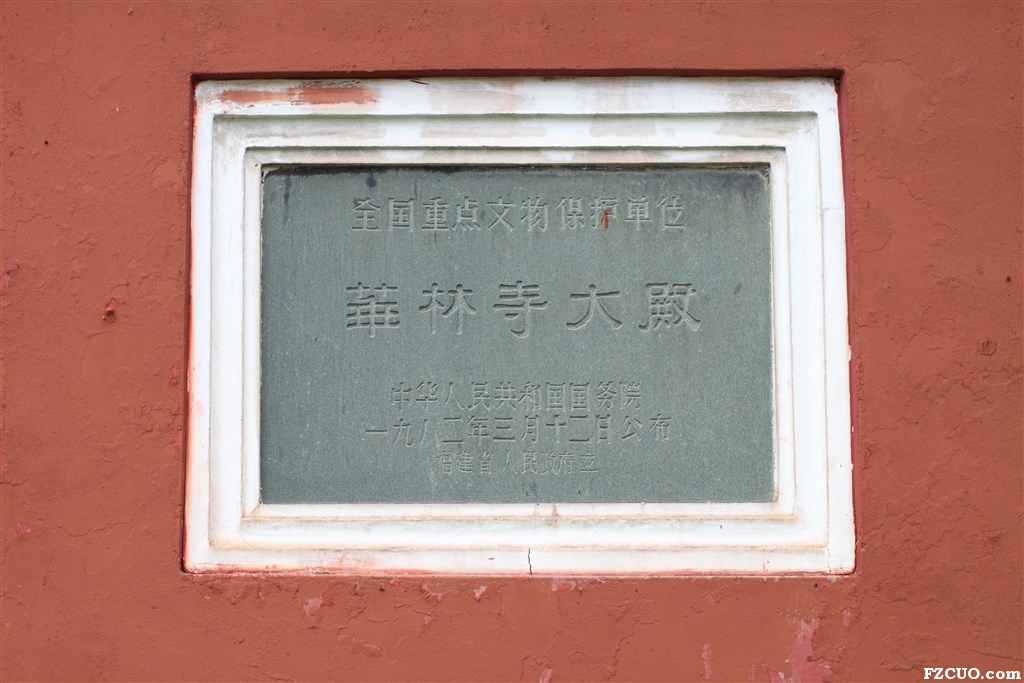 全国重点文物保护单位
華林寺大殿
中华人民共和国国务院
一九八二年三月十二日公布
福建省人民政府立
FZCUO.com